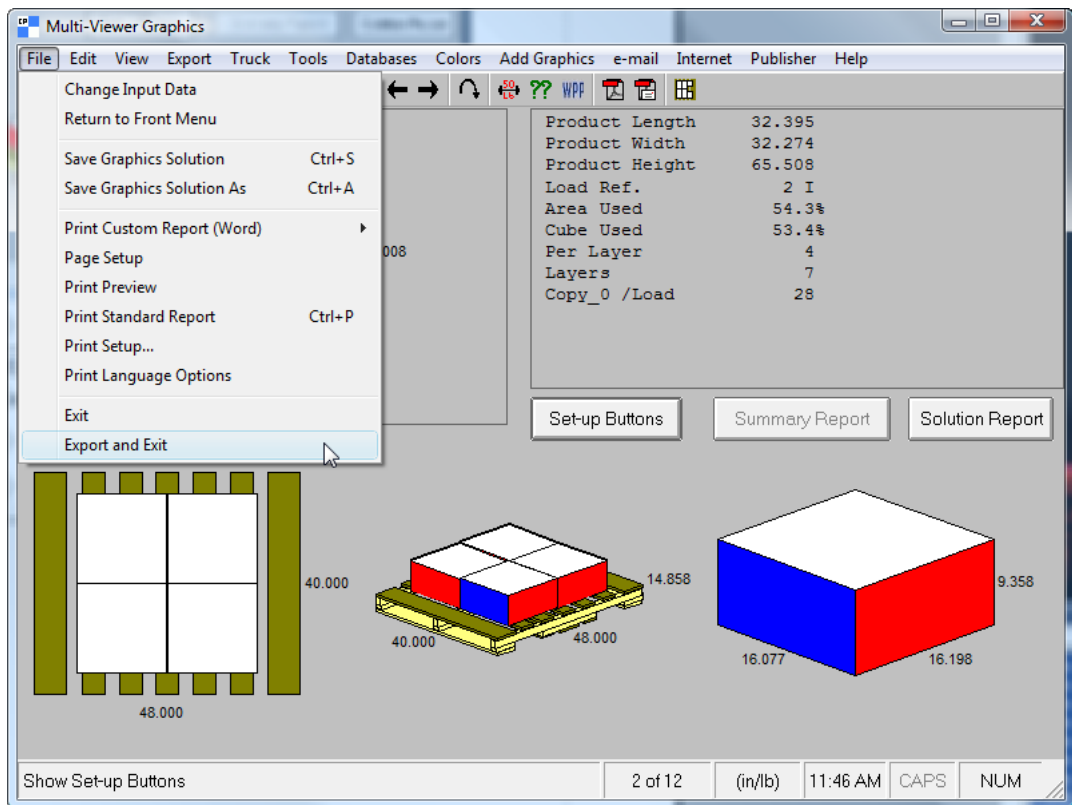 CP
Multi-Viewer Graphics
File Edit View Export Truck Tools Databases Colors Add Graphics e-mail Internet Publisher Help
50 LB ?? WPP
Change Input Data
Return to Front Menu
Save Graphics Solution Ctrl+S
Save Graphics Solution As Ctrl+A
Print Custom Report (Word)
Page Setup
Print Preview
Print Standard Report Ctrl+P
Print Setup...
Print Language Options
Exit
Export and Exit
008
Product Length 32.395
Product Width 32.274
Product Height 65.508
Load Ref. 2 I
Area Used 54.3%
Cube Used 53.4%
Per Layer 4
Layers 7
Copy_0 /Load 28
Set-up Buttons Summary Report Solution Report
40.000
48.000
14.858
40.000
48.000
9.358
16.077
16.198
Show Set-up Buttons 2 of 12 (in/lb) 11:46 AM CAPS NUM